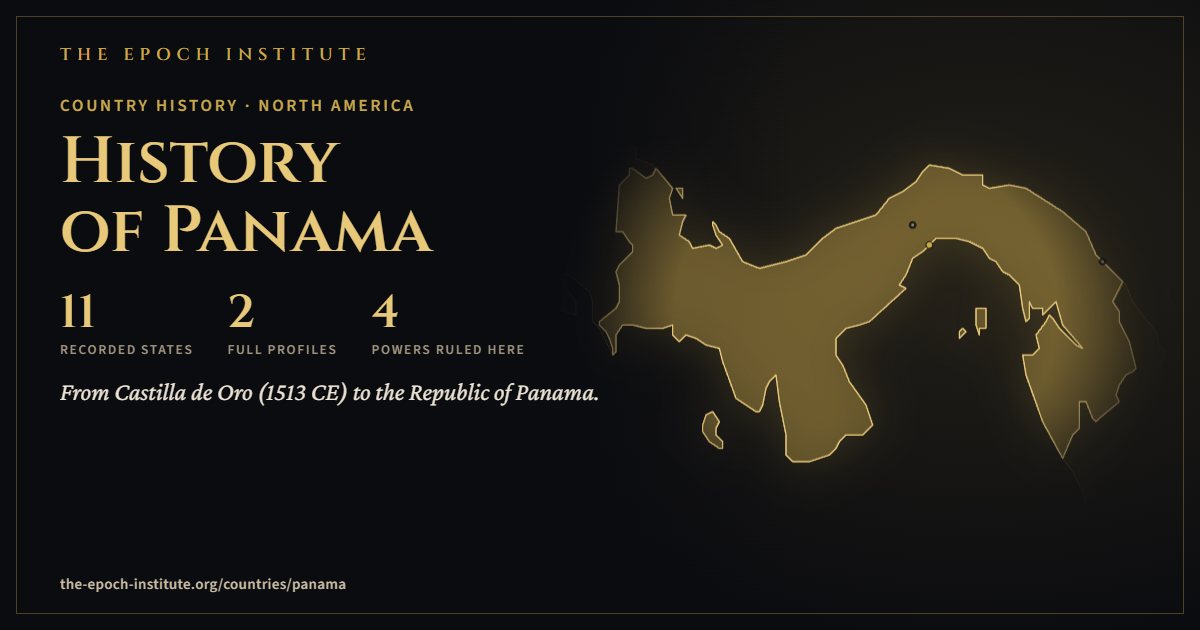 THE EPOCH INSTITUTE
COUNTRY HISTORY · NORTH AMERICA
History
of Panama
11
2
4
RECORDED STATES
FULL PROFILES
POWERS RULED HERE
From Castilla de Oro (1513 CE) to the Republic of Panama.
the-epoch-institute.org/countries/panama